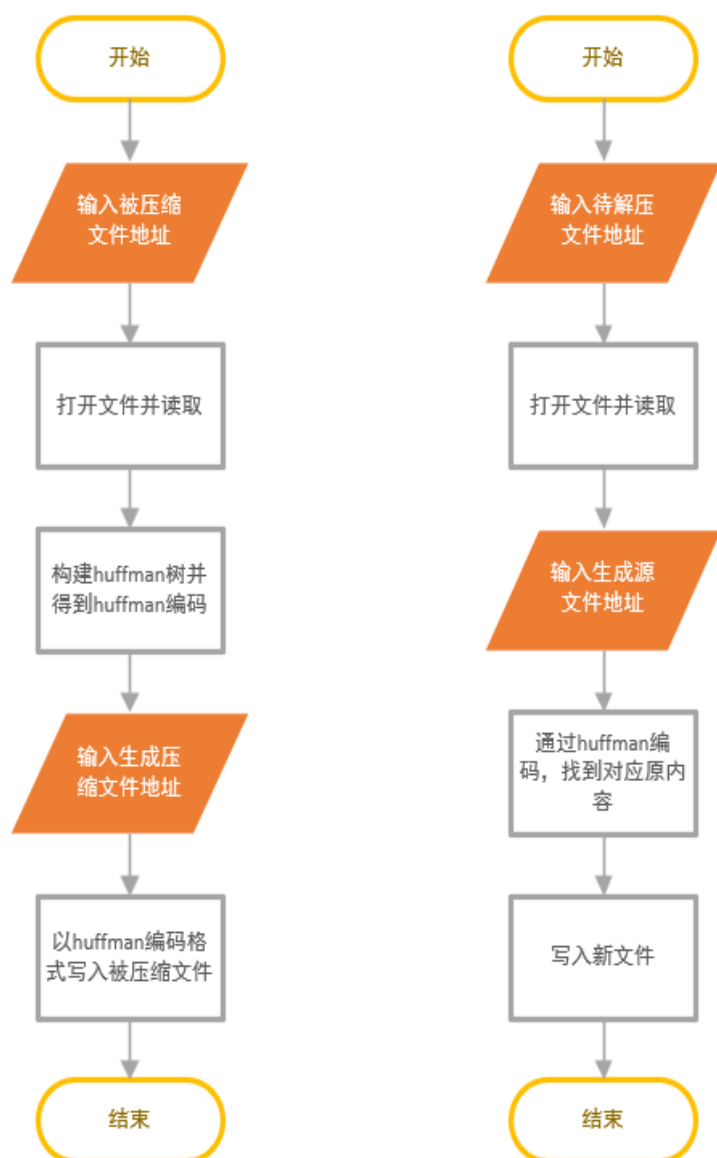 开始
输入被压缩
文件地址
打开文件并读取
构建huffman树并
得到huffman编码
输入生成压
缩文件地址
以huffman编码格
式写入被压缩文件
结束
开始
输入待解压
文件地址
打开文件并读取
输入生成源
文件地址
通过huffman编
码，找到对应原内
容
写入新文件
结束